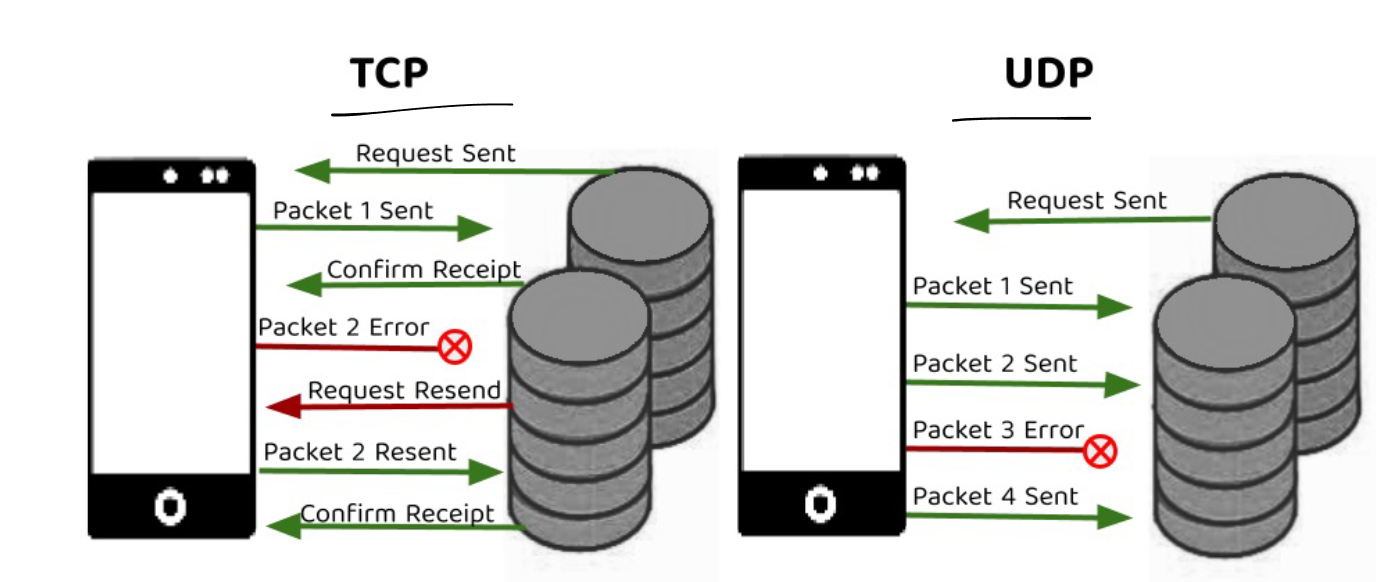 TCP
Request Sent
Packet 1 Sent
Confirm Receipt
Packet 2 Error
Request Resend
Packet 2 Resent
Confirm Receipt
UDP
Request Sent
Packet 1 Sent
Packet 2 Sent
Packet 3 Error
Packet 4 Sent